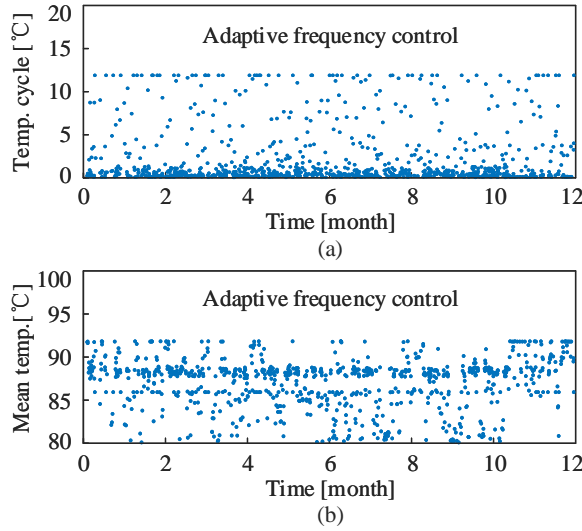 20
15
10
5
0
Temp. cycle [℃]
Adaptive frequency control
0 2 4 6 8 10 12
Time [month]
(a)
100
95
90
85
80
Mean temp.[℃]
Adaptive frequency control
0 2 4 6 8 10 12
Time [month]
(b)